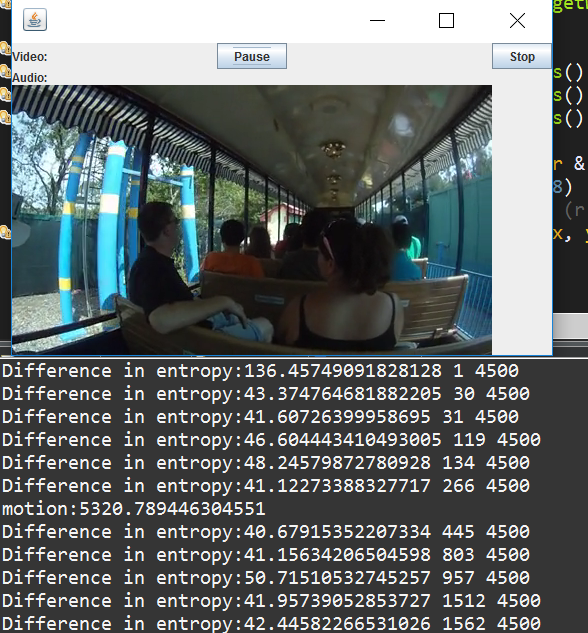 getH
Video:
Pause
Stop
Audio:
s()
s()
s()
r &
8)
(r
x, y
Difference in entropy:136.45749091828128 1 4500
Difference in entropy:43.374764681882205 30 4500
Difference in entropy:41.60726399958695 31 4500
Difference in entropy:46.604443410493005 119 4500
Difference in entropy:48.24579872780928 134 4500
Difference in entropy:41.12273388327717 266 4500
motion:5320.789446304551
Difference in entropy:40.67915352207334 445 4500
Difference in entropy:41.15634206504598 803 4500
Difference in entropy:50.71510532745257 957 4500
Difference in entropy:41.95739052853727 1512 4500
Difference in entropy:42.44582266531026 1562 4500